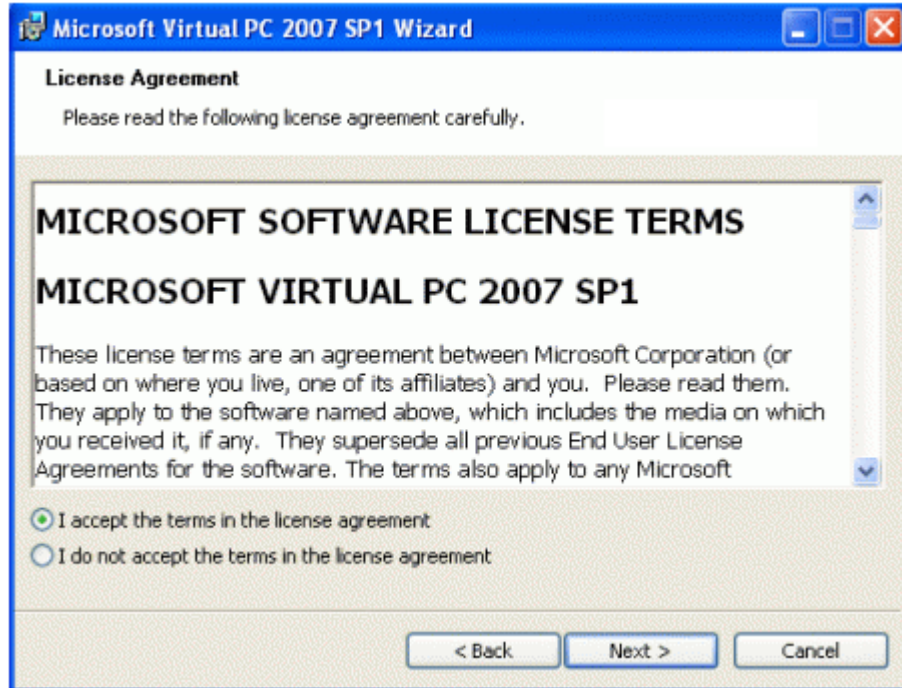 Microsoft Virtual PC 2007 SP1 Wizard
License Agreement
Please read the following license agreement carefully.
MICROSOFT SOFTWARE LICENSE TERMS
MICROSOFT VIRTUAL PC 2007 SP1
These license terms are an agreement between Microsoft Corporation (or
based on where you live, one of its affiliates) and you.  Please read them.
They apply to the software named above, which includes the media on which
you received it, if any.  They supersede all previous End User License
Agreements for the software. The terms also apply to any Microsoft
I accept the terms in the license agreement
I do not accept the terms in the license agreement
< Back Next > Cancel